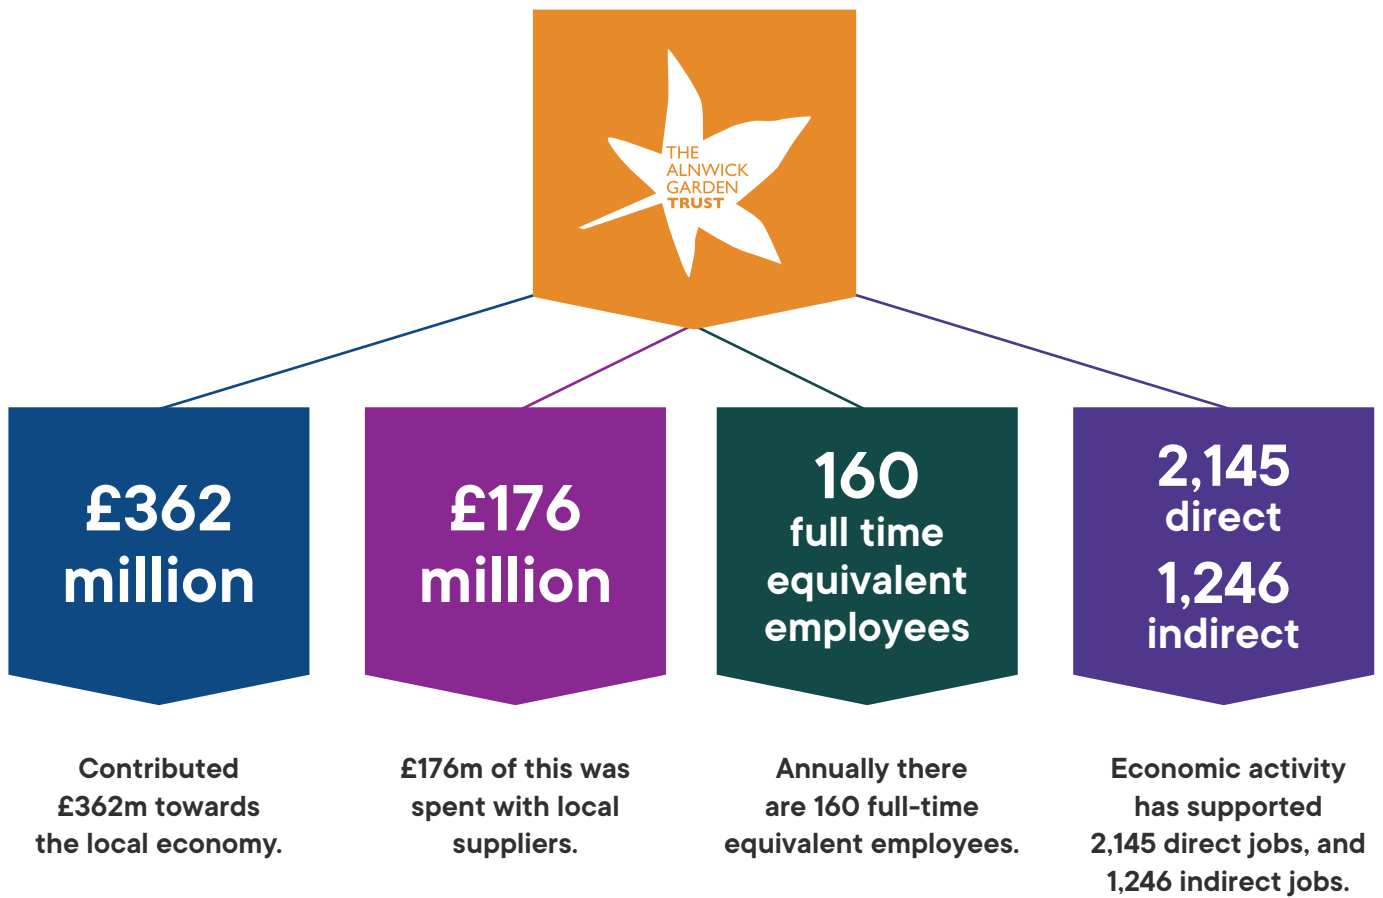 THE
ALNWICK
GARDEN
TRUST
£362
million
£176
million
160
full time
equivalent
employees
2,145
direct
1,246
indirect
Contributed
£362m towards
the local economy.
£176m of this was
spent with local
suppliers.
Annually there
are 160 full-time
equivalent employees.
Economic activity
has supported
2,145 direct jobs, and
1,246 indirect jobs.